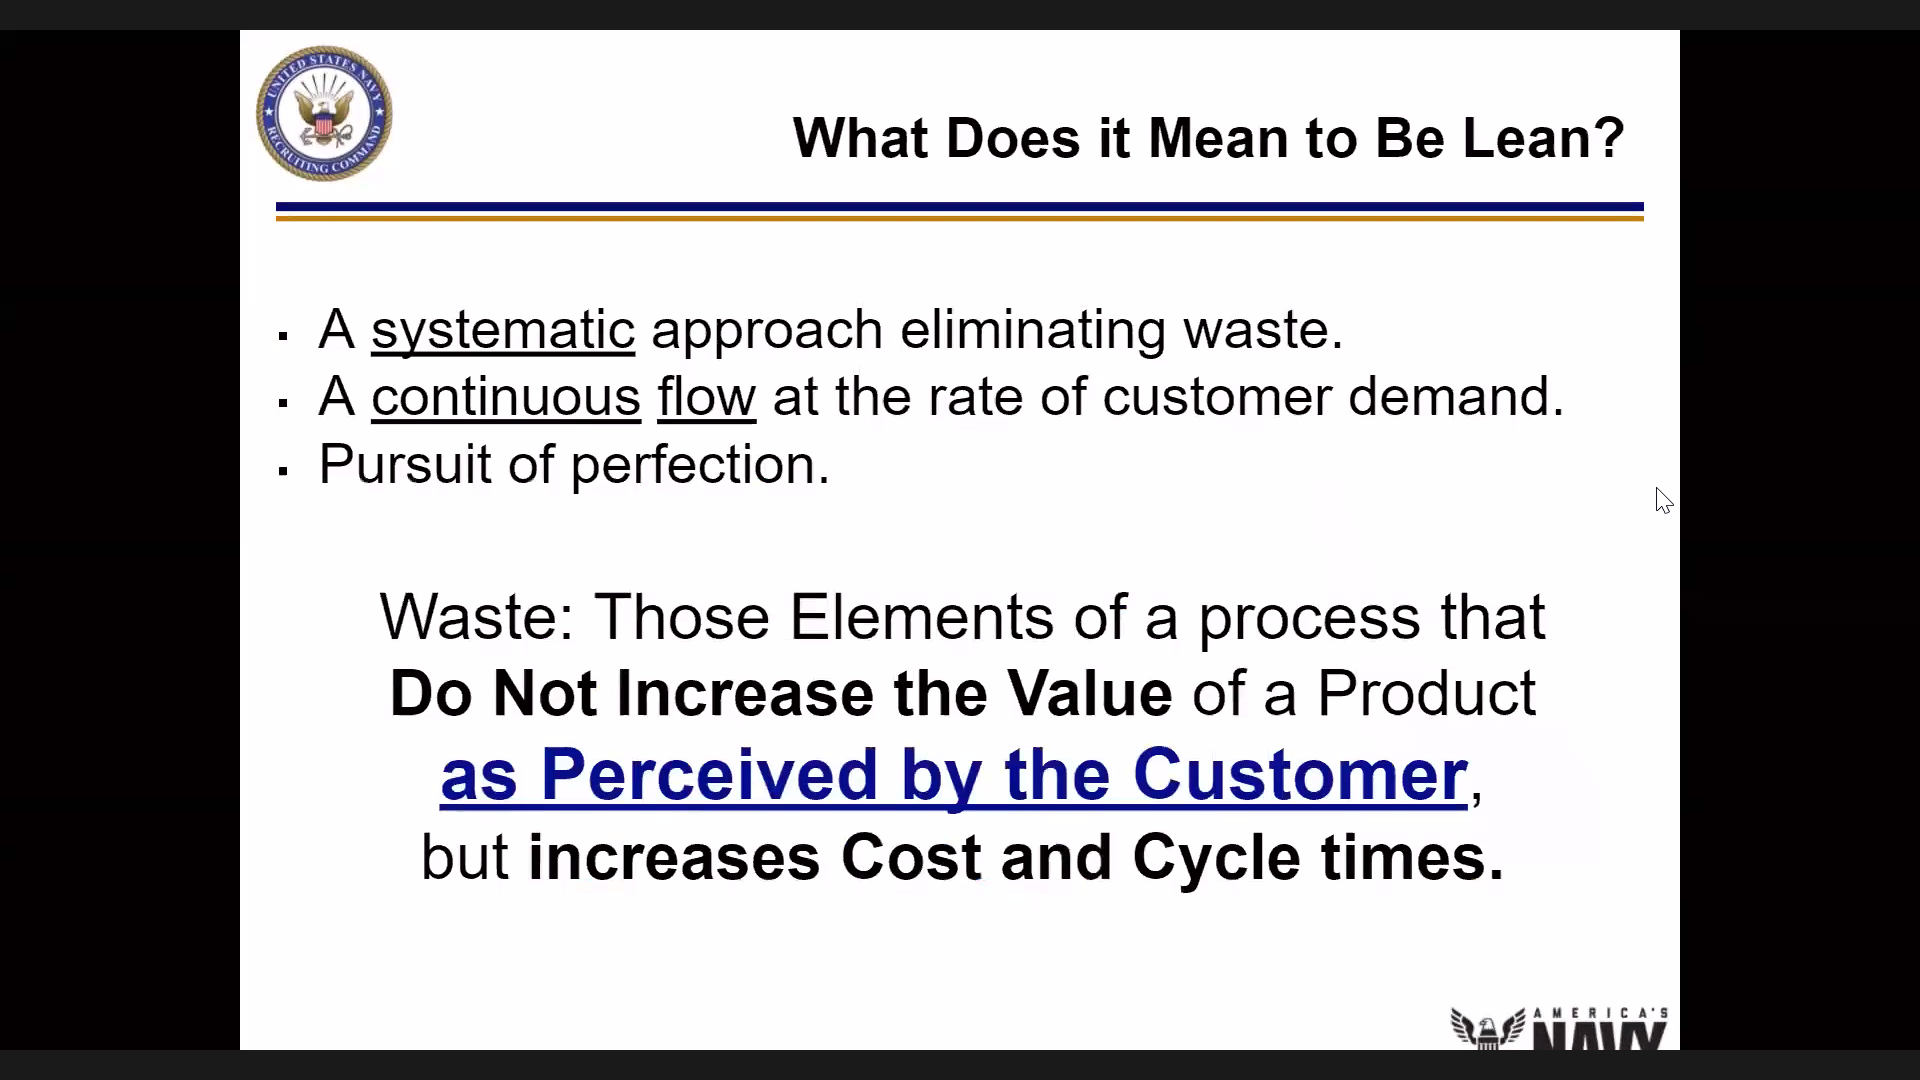 UNITED STATES NAVY
RECRUITING COMMAND
What Does it Mean to Be Lean?
▪ A systematic approach eliminating waste.
▪ A continuous flow at the rate of customer demand.
▪ Pursuit of perfection.
Waste: Those Elements of a process that
Do Not Increase the Value of a Product
as Perceived by the Customer,
but increases Cost and Cycle times.
AMERICA'S
NAVY